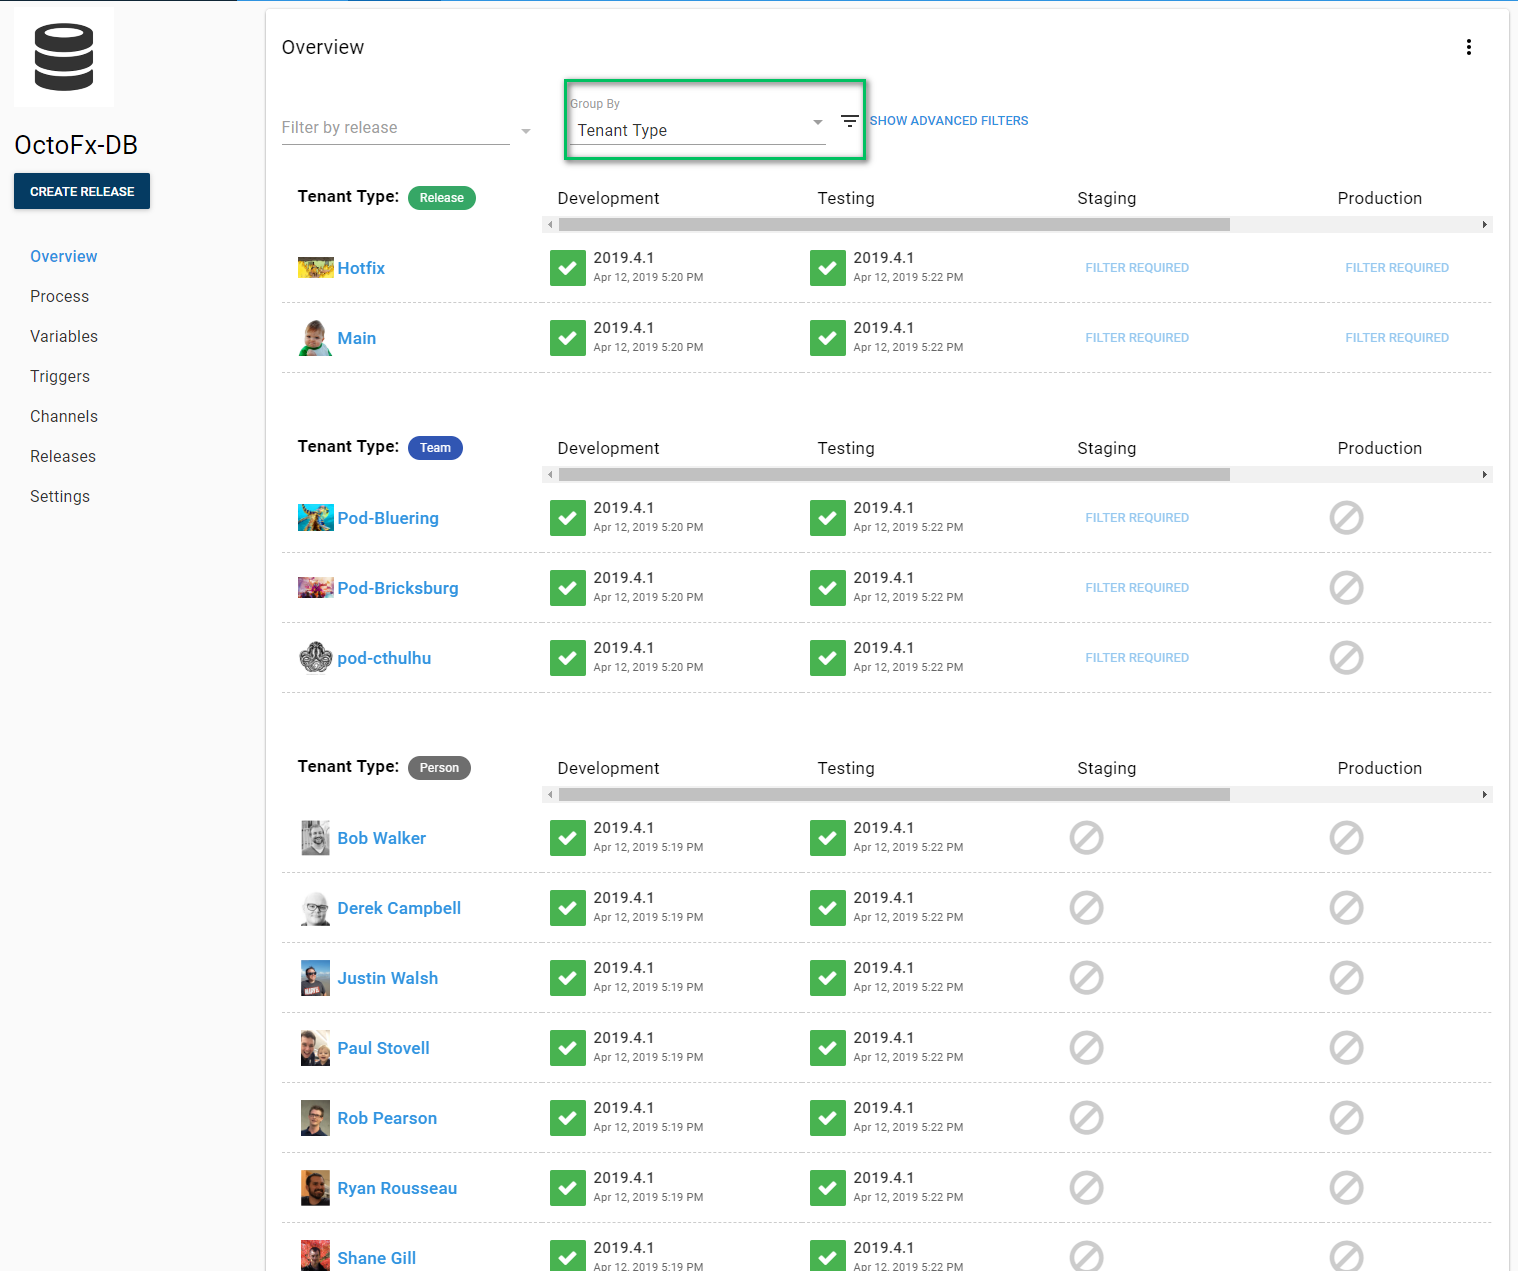 OctoFx-DB
CREATE RELEASE
Overview
Process
Variables
Triggers
Channels
Releases
Settings
Overview
Filter by release
Group By
Tenant Type
SHOW ADVANCED FILTERS
Tenant Type: Release Development Testing Staging Production
Hotfix 2019.4.1 Apr 12, 2019 5:20 PM 2019.4.1 Apr 12, 2019 5:22 PM FILTER REQUIRED FILTER REQUIRED
Main 2019.4.1 Apr 12, 2019 5:20 PM 2019.4.1 Apr 12, 2019 5:22 PM FILTER REQUIRED FILTER REQUIRED
Tenant Type: Team Development Testing Staging Production
Pod-Bluering 2019.4.1 Apr 12, 2019 5:20 PM 2019.4.1 Apr 12, 2019 5:22 PM FILTER REQUIRED
Pod-Bricksburg 2019.4.1 Apr 12, 2019 5:20 PM 2019.4.1 Apr 12, 2019 5:22 PM FILTER REQUIRED
pod-cthulhu 2019.4.1 Apr 12, 2019 5:20 PM 2019.4.1 Apr 12, 2019 5:22 PM FILTER REQUIRED
Tenant Type: Person Development Testing Staging Production
Bob Walker 2019.4.1 Apr 12, 2019 5:19 PM 2019.4.1 Apr 12, 2019 5:22 PM
Derek Campbell 2019.4.1 Apr 12, 2019 5:19 PM 2019.4.1 Apr 12, 2019 5:22 PM
Justin Walsh 2019.4.1 Apr 12, 2019 5:19 PM 2019.4.1 Apr 12, 2019 5:22 PM
Paul Stovell 2019.4.1 Apr 12, 2019 5:19 PM 2019.4.1 Apr 12, 2019 5:22 PM
Rob Pearson 2019.4.1 Apr 12, 2019 5:19 PM 2019.4.1 Apr 12, 2019 5:22 PM
Ryan Rousseau 2019.4.1 Apr 12, 2019 5:19 PM 2019.4.1 Apr 12, 2019 5:22 PM
Shane Gill 2019.4.1 Apr 12, 2019 5:19 PM 2019.4.1 Apr 12, 2019 5:22 PM